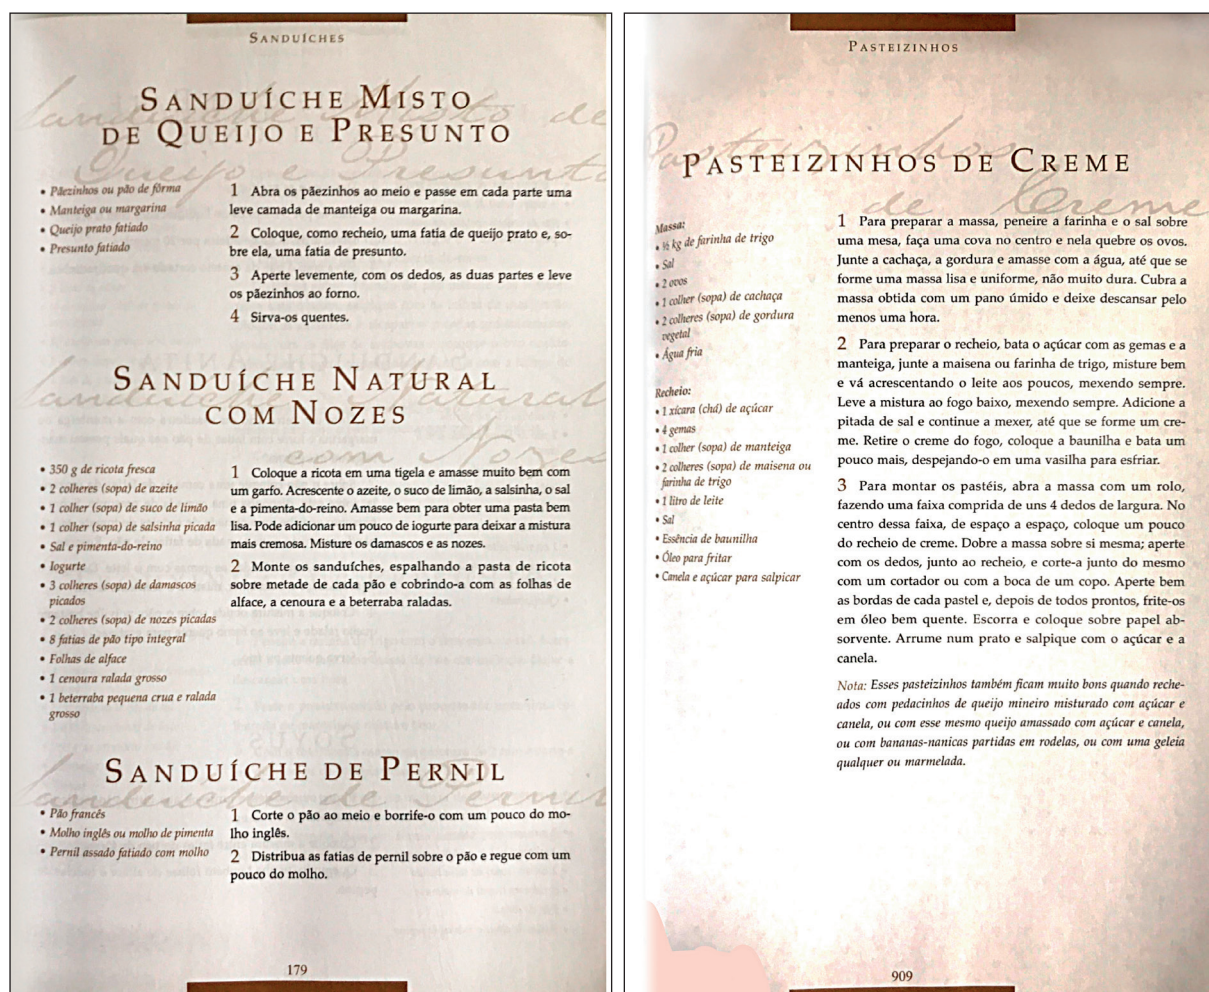 SANDUÍCHES
SANDUÍCHE MISTO
DE QUEIJO E PRESUNTO
• Pãezinhos ou pão de fôrma
• Manteiga ou margarina
• Queijo prato fatiado
• Presunto fatiado
1 Abra os pãezinhos ao meio e passe em cada parte uma
leve camada de manteiga ou margarina.
2 Coloque, como recheio, uma fatia de queijo prato e, so-
bre ela, uma fatia de presunto.
3 Aperte levemente, com os dedos, as duas partes e leve
os pãezinhos ao forno.
4 Sirva-os quentes.
SANDUÍCHE NATURAL
COM NOZES
• 350 g de ricota fresca
• 2 colheres (sopa) de azeite
• 1 colher (sopa) de suco de limão
• 1 colher (sopa) de salsinha picada
• Sal e pimenta-do-reino
• Iogurte
• 3 colheres (sopa) de damascos
picados
• 2 colheres (sopa) de nozes picadas
• 8 fatias de pão tipo integral
• Folhas de alface
• 1 cenoura ralada grosso
• 1 beterraba pequena crua e ralada
grosso
1 Coloque a ricota em uma tigela e amasse muito bem com
um garfo. Acrescente o azeite, o suco de limão, a salsinha, o sal
e a pimenta-do-reino. Amasse bem para obter uma pasta bem
lisa. Pode adicionar um pouco de iogurte para deixar a mistura
mais cremosa. Misture os damascos e as nozes.
2 Monte os sanduíches, espalhando a pasta de ricota
sobre metade de cada pão e cobrindo-a com as folhas de
alface, a cenoura e a beterraba raladas.
SANDUÍCHE DE PERNIL
• Pão francês
• Molho inglês ou molho de pimenta
• Pernil assado fatiado com molho
1 Corte o pão ao meio e borrife-o com um pouco do mo-
lho inglês.
2 Distribua as fatias de pernil sobre o pão e regue com um
pouco do molho.
179
PASTEIZINHOS
PASTEIZINHOS DE CREME
Massa:
• ½ kg de farinha de trigo
• Sal
• 2 ovos
• 1 colher (sopa) de cachaça
• 2 colheres (sopa) de gordura
vegetal
• Água fria
Recheio:
• 1 xícara (chá) de açúcar
• 4 gemas
• 1 colher (sopa) de manteiga
• 2 colheres (sopa) de maisena ou
farinha de trigo
• 1 litro de leite
• Sal
• Essência de baunilha
• Óleo para fritar
• Canela e açúcar para salpicar
1 Para preparar a massa, peneire a farinha e o sal sobre
uma mesa, faça uma cova no centro e nela quebre os ovos.
Junte a cachaça, a gordura e amasse com a água, até que se
forme uma massa lisa e uniforme, não muito dura. Cubra a
massa obtida com um pano úmido e deixe descansar pelo
menos uma hora.
2 Para preparar o recheio, bata o açúcar com as gemas e a
manteiga, junte a maisena ou farinha de trigo, misture bem
e vá acrescentando o leite aos poucos, mexendo sempre.
Leve a mistura ao fogo baixo, mexendo sempre. Adicione a
pitada de sal e continue a mexer, até que se forme um cre-
me. Retire o creme do fogo, coloque a baunilha e bata um
pouco mais, despejando-o em uma vasilha para esfriar.
3 Para montar os pastéis, abra a massa com um rolo,
fazendo uma faixa comprida de uns 4 dedos de largura. No
centro dessa faixa, de espaço a espaço, coloque um pouco
do recheio de creme. Dobre a massa sobre si mesma; aperte
com os dedos, junto ao recheio, e corte-a junto do mesmo
com um cortador ou com a boca de um copo. Aperte bem
as bordas de cada pastel e, depois de todos prontos, frite-os
em óleo bem quente. Escorra e coloque sobre papel ab-
sorvente. Arrume num prato e salpique com o açúcar e a
canela.
Nota: Esses pasteizinhos também ficam muito bons quando reche-
ados com pedacinhos de queijo mineiro misturado com açúcar e
canela, ou com esse mesmo queijo amassado com açúcar e canela,
ou com bananas-nanicas partidas em rodelas, ou com uma geleia
qualquer ou marmelada.
909